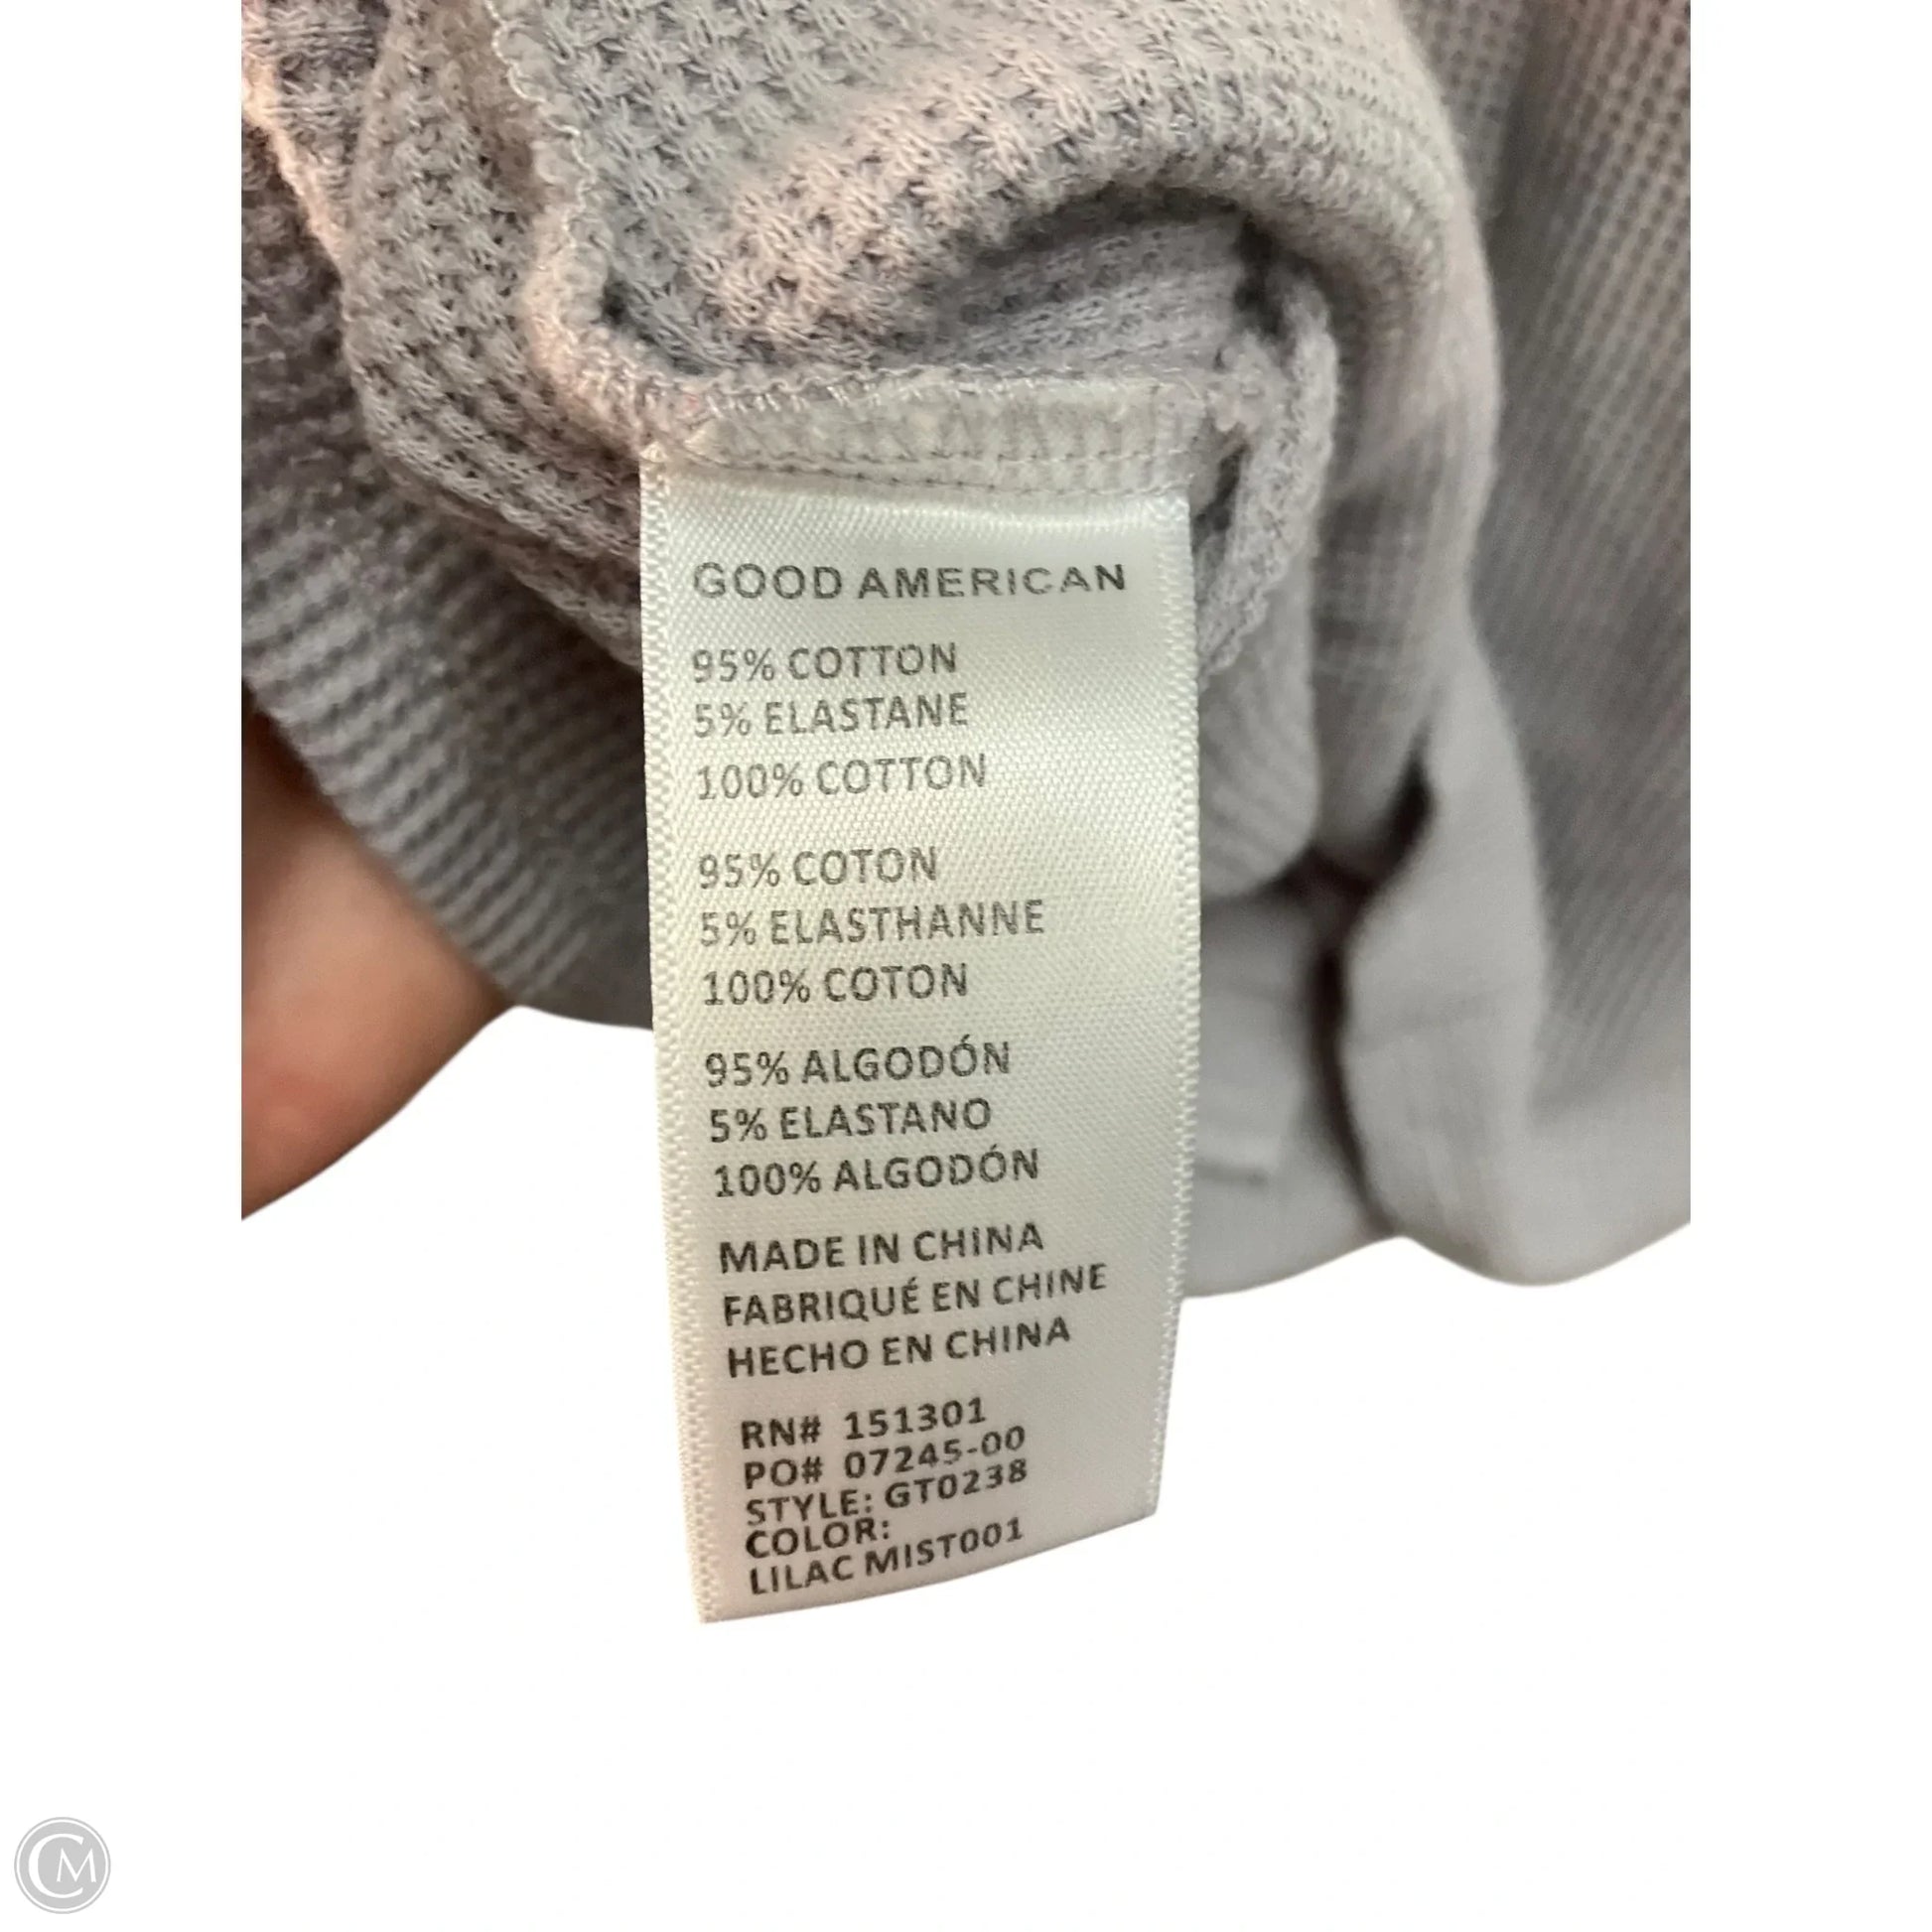 GOOD AMERICAN
95% COTTON
5% ELASTANE
100% COTTON
95% COTON
5% ELASTHANNE
100% COTON
95% ALGODÓN
5% ELASTANO
100% ALGODÓN
MADE IN CHINA
FABRIQUÉ EN CHINE
HECHO EN CHINA
RN# 151301
PO# 07245-00
STYLE: GT0238
COLOR:
LILAC MIST001
CM